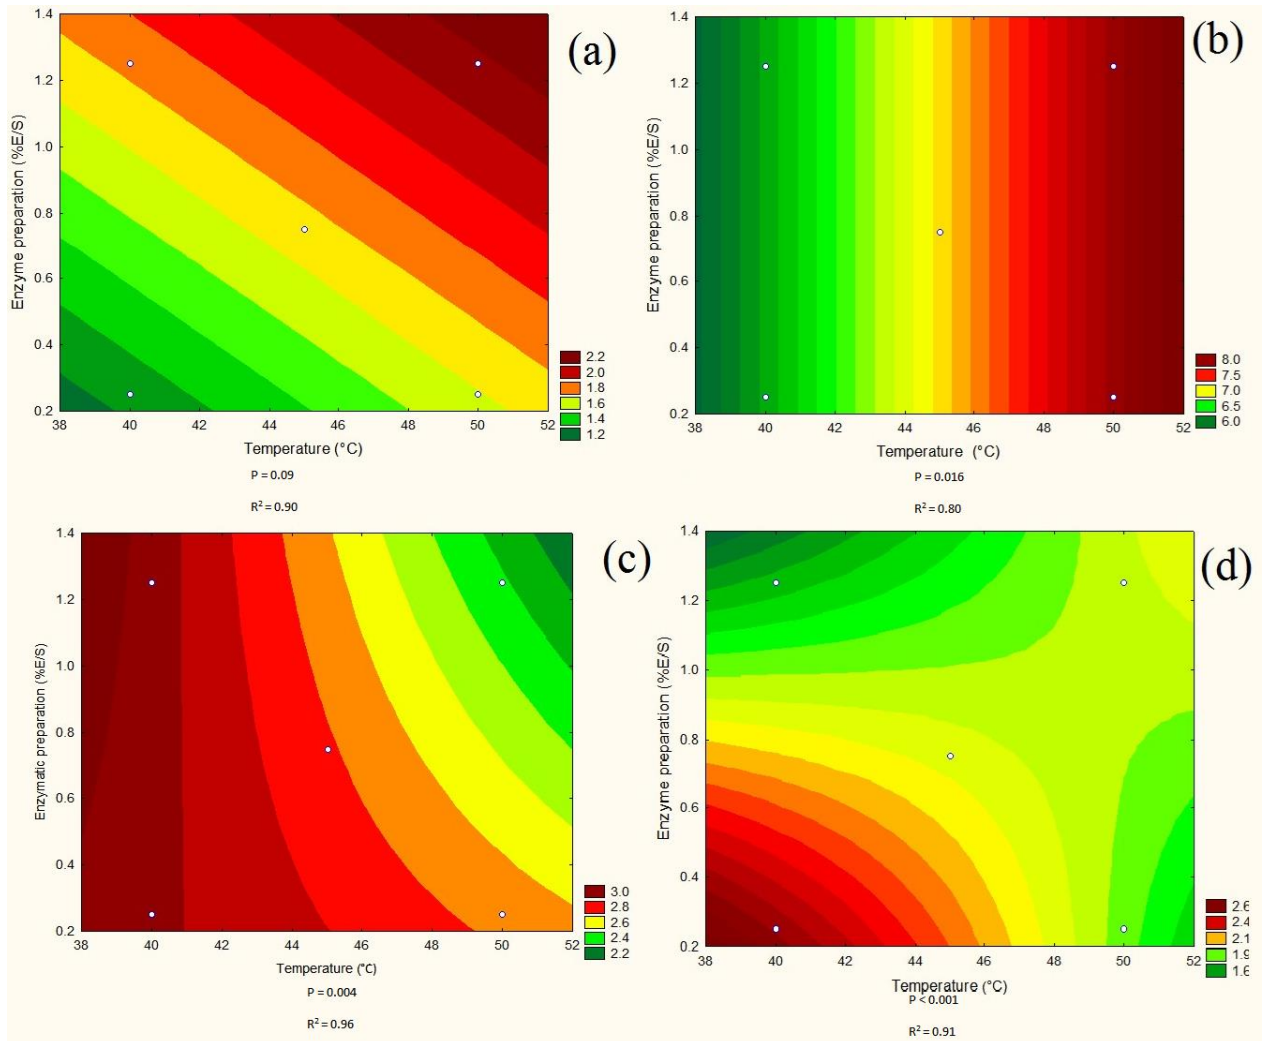 (a)
1.4
1.2
1.0
0.8
0.6
0.4
0.2
Enzyme preparation (%E/S)
38 40 42 44 46 48 50 52
Temperature (°C)
2.2
2.0
1.8
1.6
1.4
1.2
P = 0.09
R² = 0.90
(b)
1.4
1.2
1.0
0.8
0.6
0.4
0.2
Enzyme preparation (%E/S)
38 40 42 44 46 48 50 52
Temperature (°C)
8.0
7.5
7.0
6.5
6.0
P = 0.016
R² = 0.80
(c)
1.4
1.2
1.0
0.8
0.6
0.4
0.2
Enzymatic preparation (%E/S)
38 40 42 44 46 48 50 52
Temperature (°C)
3.0
2.8
2.6
2.4
2.2
P = 0.004
R² = 0.96
(d)
1.4
1.2
1.0
0.8
0.6
0.4
0.2
Enzyme preparation (%E/S)
38 40 42 44 46 48 50 52
Temperature (°C)
2.6
2.4
2.1
1.9
1.6
P < 0.001
R² = 0.91